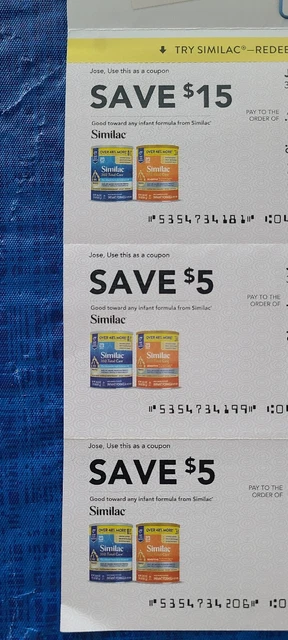 TRY SIMILAC®—REDEE
Jose, Use this as a coupon
SAVE $15
PAY TO THE
ORDER OF
Good toward any infant formula from Similac®
Similac
Similac Similac
⑈5354734181⑈ ⑆04
Jose, Use this as a coupon
SAVE $5
PAY TO THE
ORDER OF
Good toward any infant formula from Similac®
Similac
Similac Similac
⑈5354734199⑈ ⑆0
Jose, Use this as a coupon
SAVE $5
PAY TO THE
ORDER OF
Good toward any infant formula from Similac®
Similac
Similac Similac
⑈5354734206⑈ ⑆0